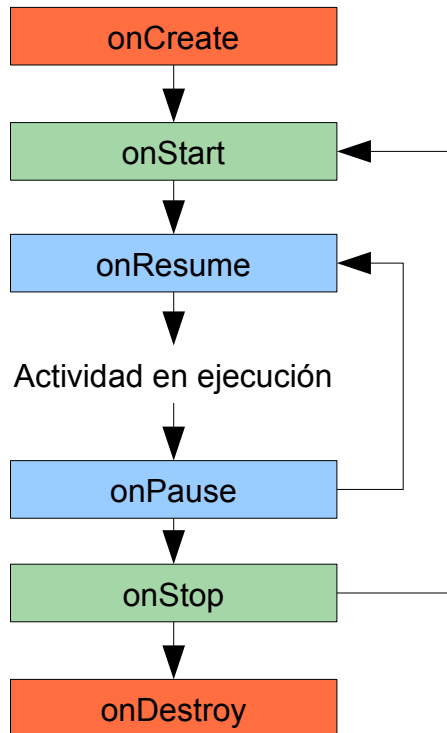 onCreate
onStart
onResume
Actividad en ejecución
onPause
onStop
onDestroy